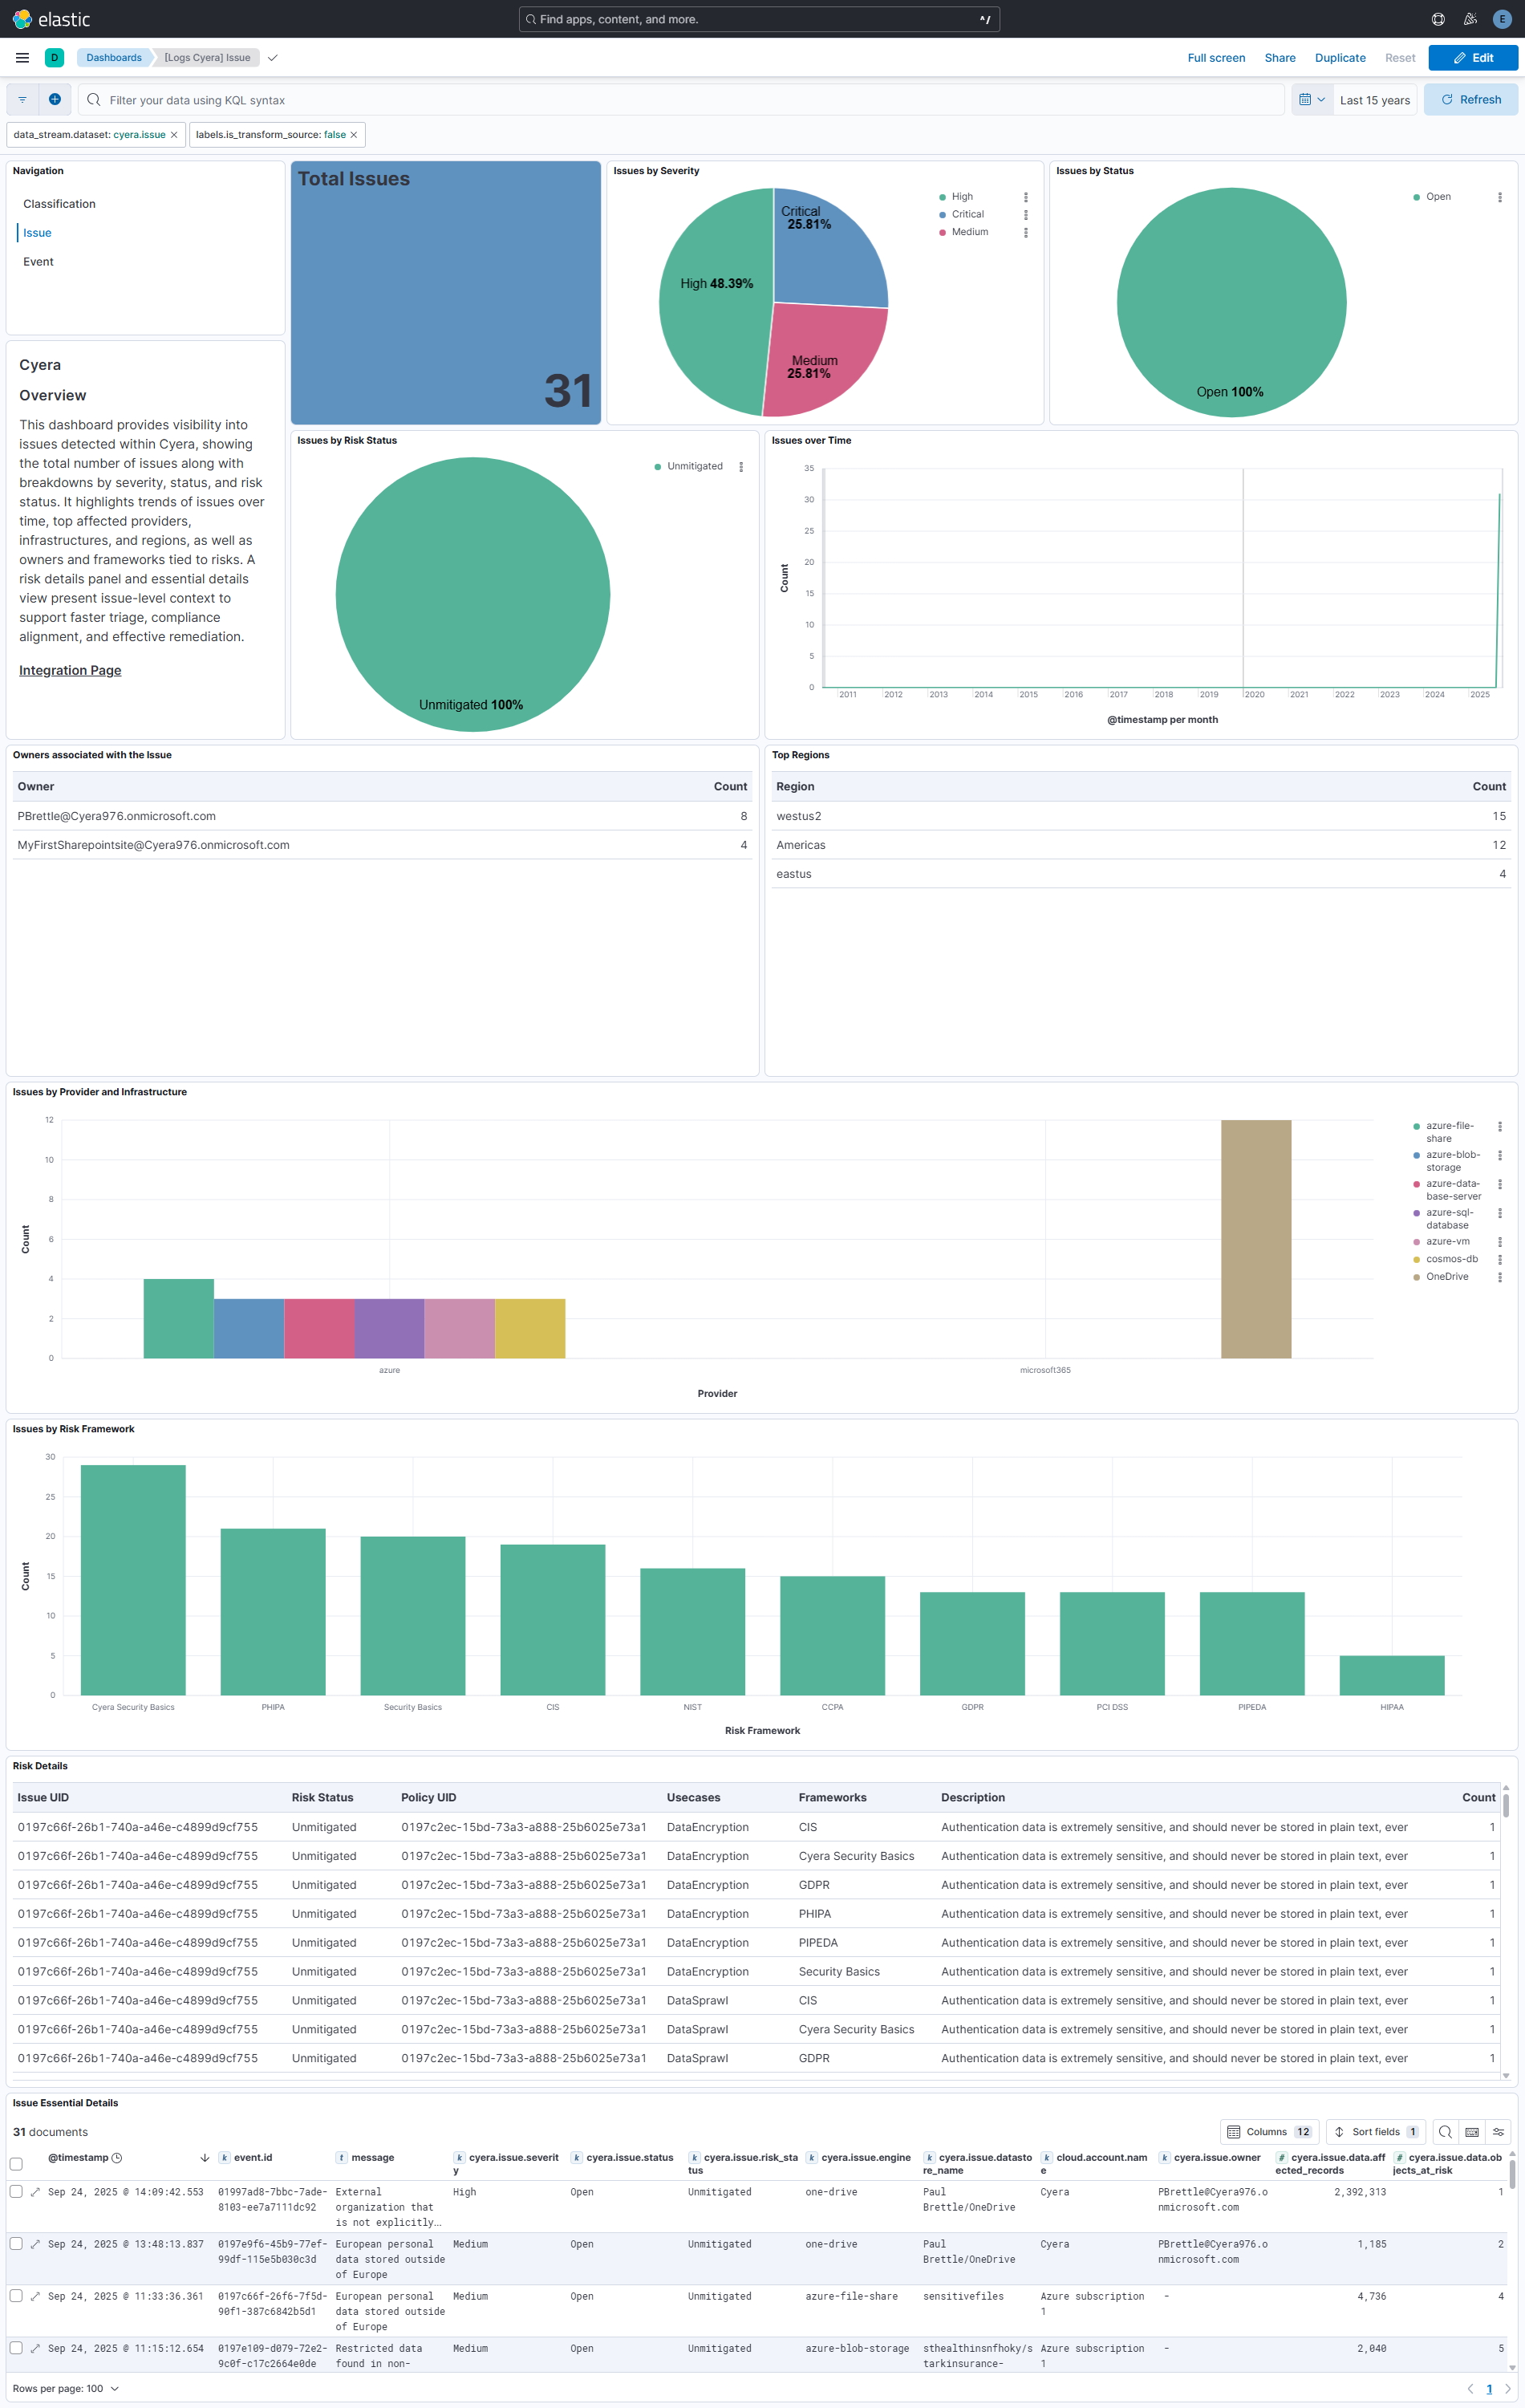 elastic
Find apps, content, and more.
^/
E
D
Dashboards
[Logs Cyera] Issue
Full screen
Share
Duplicate
Reset
Edit
Filter your data using KQL syntax
Last 15 years
Refresh
data_stream.dataset: cyera.issue
labels.is_transform_source: false
Navigation
Classification
Issue
Event
Cyera
Overview
This dashboard provides visibility into
issues detected within Cyera, showing
the total number of issues along with
breakdowns by severity, status, and risk
status. It highlights trends of issues over
time, top affected providers,
infrastructures, and regions, as well as
owners and frameworks tied to risks. A
risk details panel and essential details
view present issue-level context to
support faster triage, compliance
alignment, and effective remediation.
Integration Page
Total Issues
31
Issues by Severity
Critical
25.81%
High 48.39%
Medium
25.81%
High
Critical
Medium
Issues by Status
Open 100%
Open
Issues by Risk Status
Unmitigated 100%
Unmitigated
Issues over Time
Count
35
30
25
20
15
10
5
0
2011 2012 2013 2014 2015 2016 2017 2018 2019 2020 2021 2022 2023 2024 2025
@timestamp per month
Owners associated with the Issue
Owner Count
PBrettle@Cyera976.onmicrosoft.com 8
MyFirstSharepointsite@Cyera976.onmicrosoft.com 4
Top Regions
Region Count
westus2 15
Americas 12
eastus 4
Issues by Provider and Infrastructure
Count
12
10
8
6
4
2
0
azure microsoft365
Provider
azure-file-
share
azure-blob-
storage
azure-data-
base-server
azure-sql-
database
azure-vm
cosmos-db
OneDrive
Issues by Risk Framework
Count
30
25
20
15
10
5
0
Cyera Security Basics PHIPA Security Basics CIS NIST CCPA GDPR PCI DSS PIPEDA HIPAA
Risk Framework
Risk Details
Issue UID Risk Status Policy UID Usecases Frameworks Description Count
0197c66f-26b1-740a-a46e-c4899d9cf755 Unmitigated 0197c2ec-15bd-73a3-a888-25b6025e73a1 DataEncryption CIS Authentication data is extremely sensitive, and should never be stored in plain text, ever 1
0197c66f-26b1-740a-a46e-c4899d9cf755 Unmitigated 0197c2ec-15bd-73a3-a888-25b6025e73a1 DataEncryption Cyera Security Basics Authentication data is extremely sensitive, and should never be stored in plain text, ever 1
0197c66f-26b1-740a-a46e-c4899d9cf755 Unmitigated 0197c2ec-15bd-73a3-a888-25b6025e73a1 DataEncryption GDPR Authentication data is extremely sensitive, and should never be stored in plain text, ever 1
0197c66f-26b1-740a-a46e-c4899d9cf755 Unmitigated 0197c2ec-15bd-73a3-a888-25b6025e73a1 DataEncryption PHIPA Authentication data is extremely sensitive, and should never be stored in plain text, ever 1
0197c66f-26b1-740a-a46e-c4899d9cf755 Unmitigated 0197c2ec-15bd-73a3-a888-25b6025e73a1 DataEncryption PIPEDA Authentication data is extremely sensitive, and should never be stored in plain text, ever 1
0197c66f-26b1-740a-a46e-c4899d9cf755 Unmitigated 0197c2ec-15bd-73a3-a888-25b6025e73a1 DataEncryption Security Basics Authentication data is extremely sensitive, and should never be stored in plain text, ever 1
0197c66f-26b1-740a-a46e-c4899d9cf755 Unmitigated 0197c2ec-15bd-73a3-a888-25b6025e73a1 DataSprawl CIS Authentication data is extremely sensitive, and should never be stored in plain text, ever 1
0197c66f-26b1-740a-a46e-c4899d9cf755 Unmitigated 0197c2ec-15bd-73a3-a888-25b6025e73a1 DataSprawl Cyera Security Basics Authentication data is extremely sensitive, and should never be stored in plain text, ever 1
0197c66f-26b1-740a-a46e-c4899d9cf755 Unmitigated 0197c2ec-15bd-73a3-a888-25b6025e73a1 DataSprawl GDPR Authentication data is extremely sensitive, and should never be stored in plain text, ever 1
Issue Essential Details
31 documents
Columns 12
Sort fields 1
@timestamp k event.id t message k cyera.issue.severit k cyera.issue.status k cyera.issue.risk_sta k cyera.issue.engine k cyera.issue.datasto k cloud.account.nam k cyera.issue.owner # cyera.issue.data.aff # cyera.issue.data.ob
y tus re_name e ected_records jects_at_risk
Sep 24, 2025 @ 14:09:42.553 01997ad8-7bbc-7ade- External High Open Unmitigated one-drive Paul Cyera PBrettle@Cyera976.o 2,392,313 1
8103-ee7a7111dc92 organization that Brettle/OneDrive nmicrosoft.com
is not explicitly...
Sep 24, 2025 @ 13:48:13.837 0197e9f6-45b9-77ef- European personal Medium Open Unmitigated one-drive Paul Cyera PBrettle@Cyera976.o 1,185 2
99df-115e5b030c3d data stored outside Brettle/OneDrive nmicrosoft.com
of Europe
Sep 24, 2025 @ 11:33:36.361 0197c66f-26f6-7f5d- European personal Medium Open Unmitigated azure-file-share sensitivefiles Azure subscription - 4,736 4
90f1-387c6842b5d1 data stored outside 1
of Europe
Sep 24, 2025 @ 11:15:12.654 0197e109-d079-72e2- Restricted data Medium Open Unmitigated azure-blob-storage sthealthinsnfhoky/s Azure subscription - 2,040 5
9c0f-c17c2664e0de found in non- tarkinsurance- 1
Rows per page: 100
1